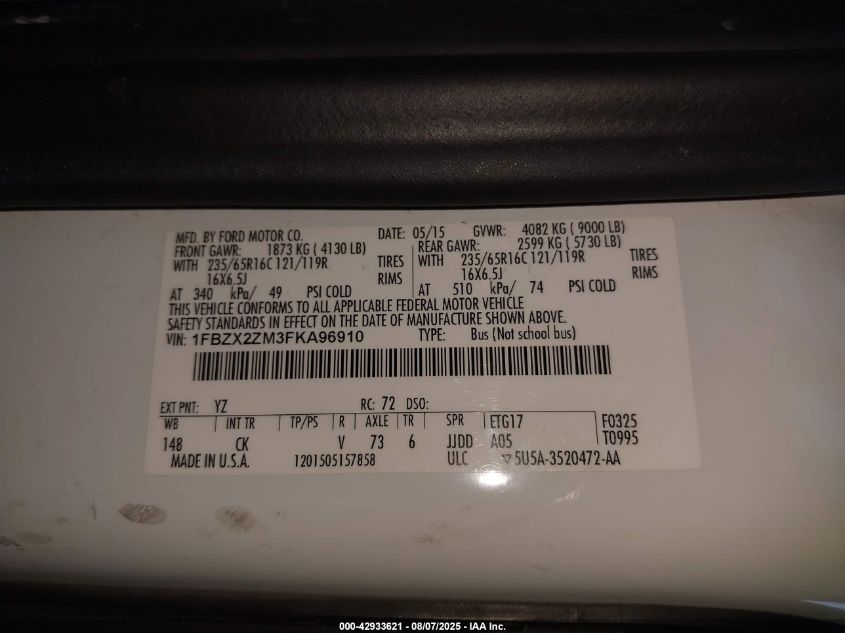 MFD. BY FORD MOTOR CO. DATE: 05/15 GVWR: 4082 KG ( 9000 LB)
FRONT GAWR: 1873 KG ( 4130 LB) REAR GAWR: 2599 KG ( 5730 LB)
WITH 235/65R16C 121/119R TIRES WITH 235/65R16C 121/119R TIRES
16X6.5J RIMS 16X6.5J RIMS
AT 340 kPa/ 49 PSI COLD AT 510 kPa/ 74 PSI COLD
THIS VEHICLE CONFORMS TO ALL APPLICABLE FEDERAL MOTOR VEHICLE
SAFETY STANDARDS IN EFFECT ON THE DATE OF MANUFACTURE SHOWN ABOVE.
VIN: 1FBZX2ZM3FKA96910 TYPE: Bus (Not school bus)
EXT PNT: YZ RC: 72 DSO:
WB INT TR TP/PS R AXLE TR SPR ETG17 F0325
148 CK V 73 6 JJDD A05 T0995
MADE IN U.S.A. 1201505157858 ULC ▽5U5A-3520472-AA
000-42933621 - 08/07/2025 - IAA Inc.